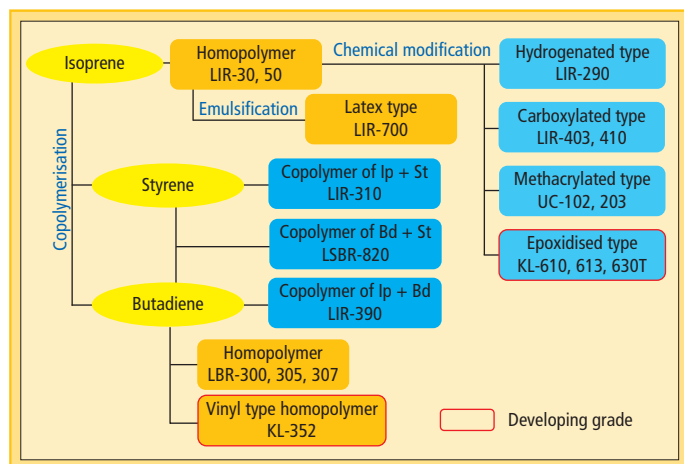 Isoprene
Homopolymer
LIR-30, 50
Chemical modification
Hydrogenated type
LIR-290
Emulsification
Latex type
LIR-700
Carboxylated type
LIR-403, 410
Copolymerisation
Styrene
Copolymer of Ip + St
LIR-310
Methacrylated type
UC-102, 203
Copolymer of Bd + St
LSBR-820
Epoxidised type
KL-610, 613, 630T
Butadiene
Copolymer of Ip + Bd
LIR-390
Homopolymer
LBR-300, 305, 307
Vinyl type homopolymer
KL-352
Developing grade